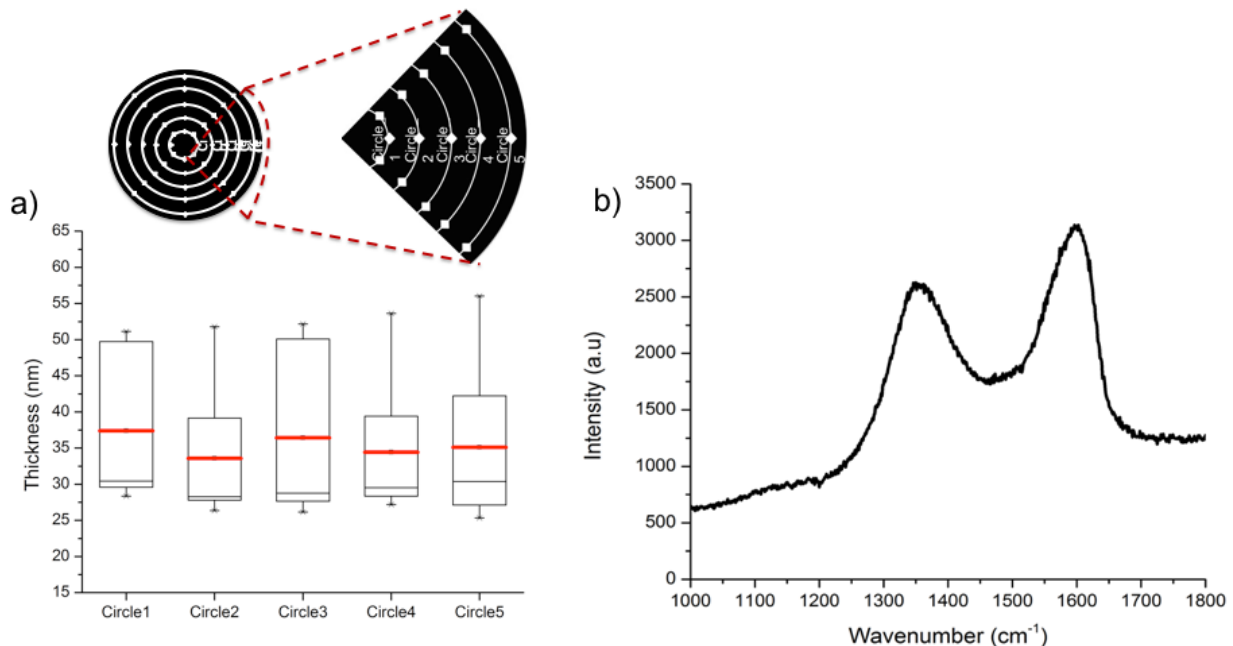 Circle 1
Circle 2
Circle 3
Circle 4
Circle 5
a)
65
60
55
50
45
40
35
30
25
20
15
Thickness (nm)
Circle1 Circle2 Circle3 Circle4 Circle5
b)
3500
3000
2500
2000
1500
1000
500
0
Intensity (a.u)
1000 1100 1200 1300 1400 1500 1600 1700 1800
Wavenumber (cm⁻¹)